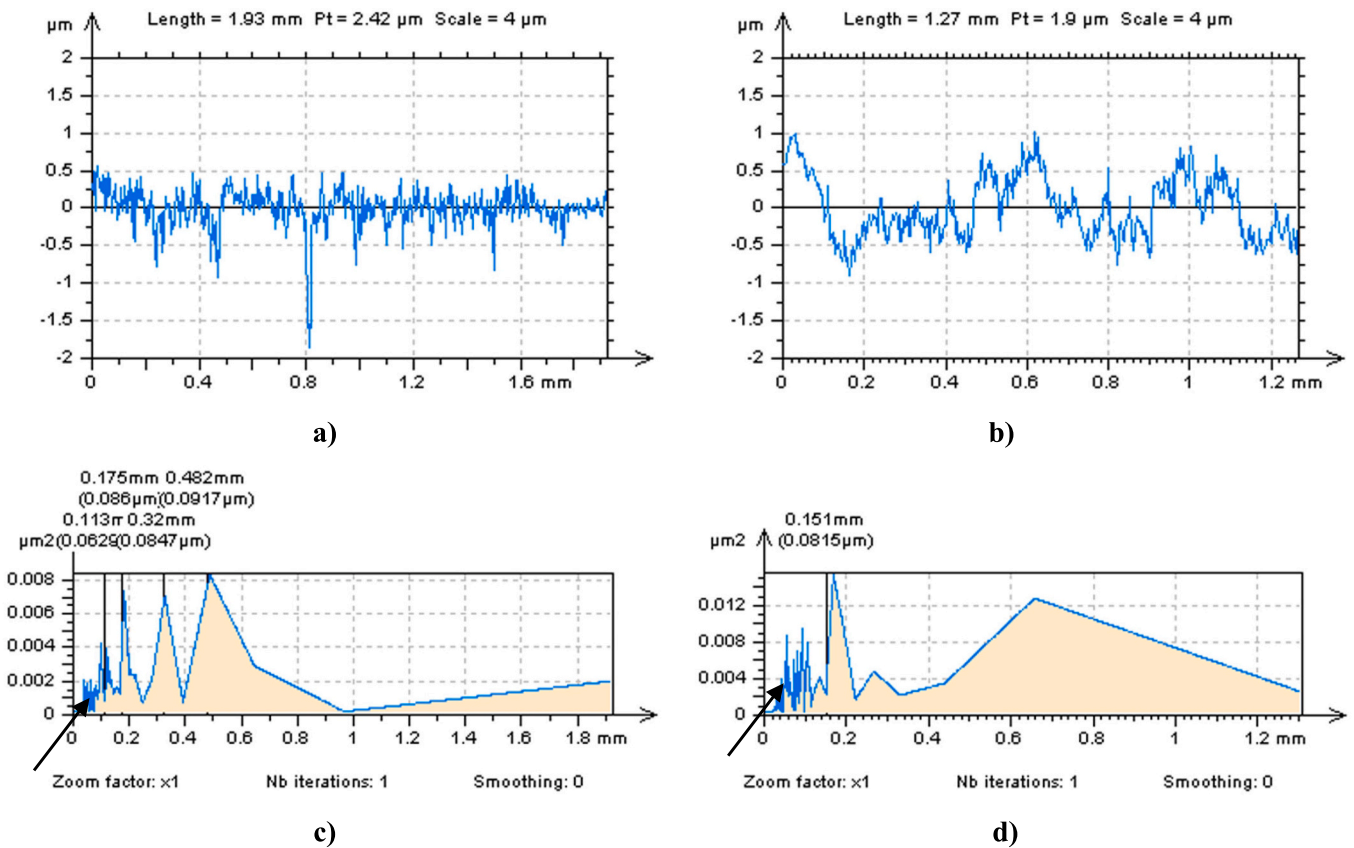 Length = 1.93 mm Pt = 2.42 µm Scale = 4 µm
µm
2
1.5
1
0.5
0
-0.5
-1
-1.5
-2
0 0.4 0.8 1.2 1.6 mm
a)
Length = 1.27 mm Pt = 1.9 µm Scale = 4 µm
µm
2
1.5
1
0.5
0
-0.5
-1
-1.5
-2
0 0.2 0.4 0.6 0.8 1 1.2 mm
b)
0.175mm 0.482mm
(0.086µm)(0.0917µm)
0.113m 0.32mm
µm2(0.0629(0.0847µm)
0.008
0.006
0.004
0.002
0
0 0.2 0.4 0.6 0.8 1 1.2 1.4 1.6 1.8 mm
Zoom factor: x1 Nb iterations: 1 Smoothing: 0
c)
0.151mm
µm2 (0.0815µm)
0.012
0.008
0.004
0
0 0.2 0.4 0.6 0.8 1 1.2 mm
Zoom factor: x1 Nb iterations: 1 Smoothing: 0
d)